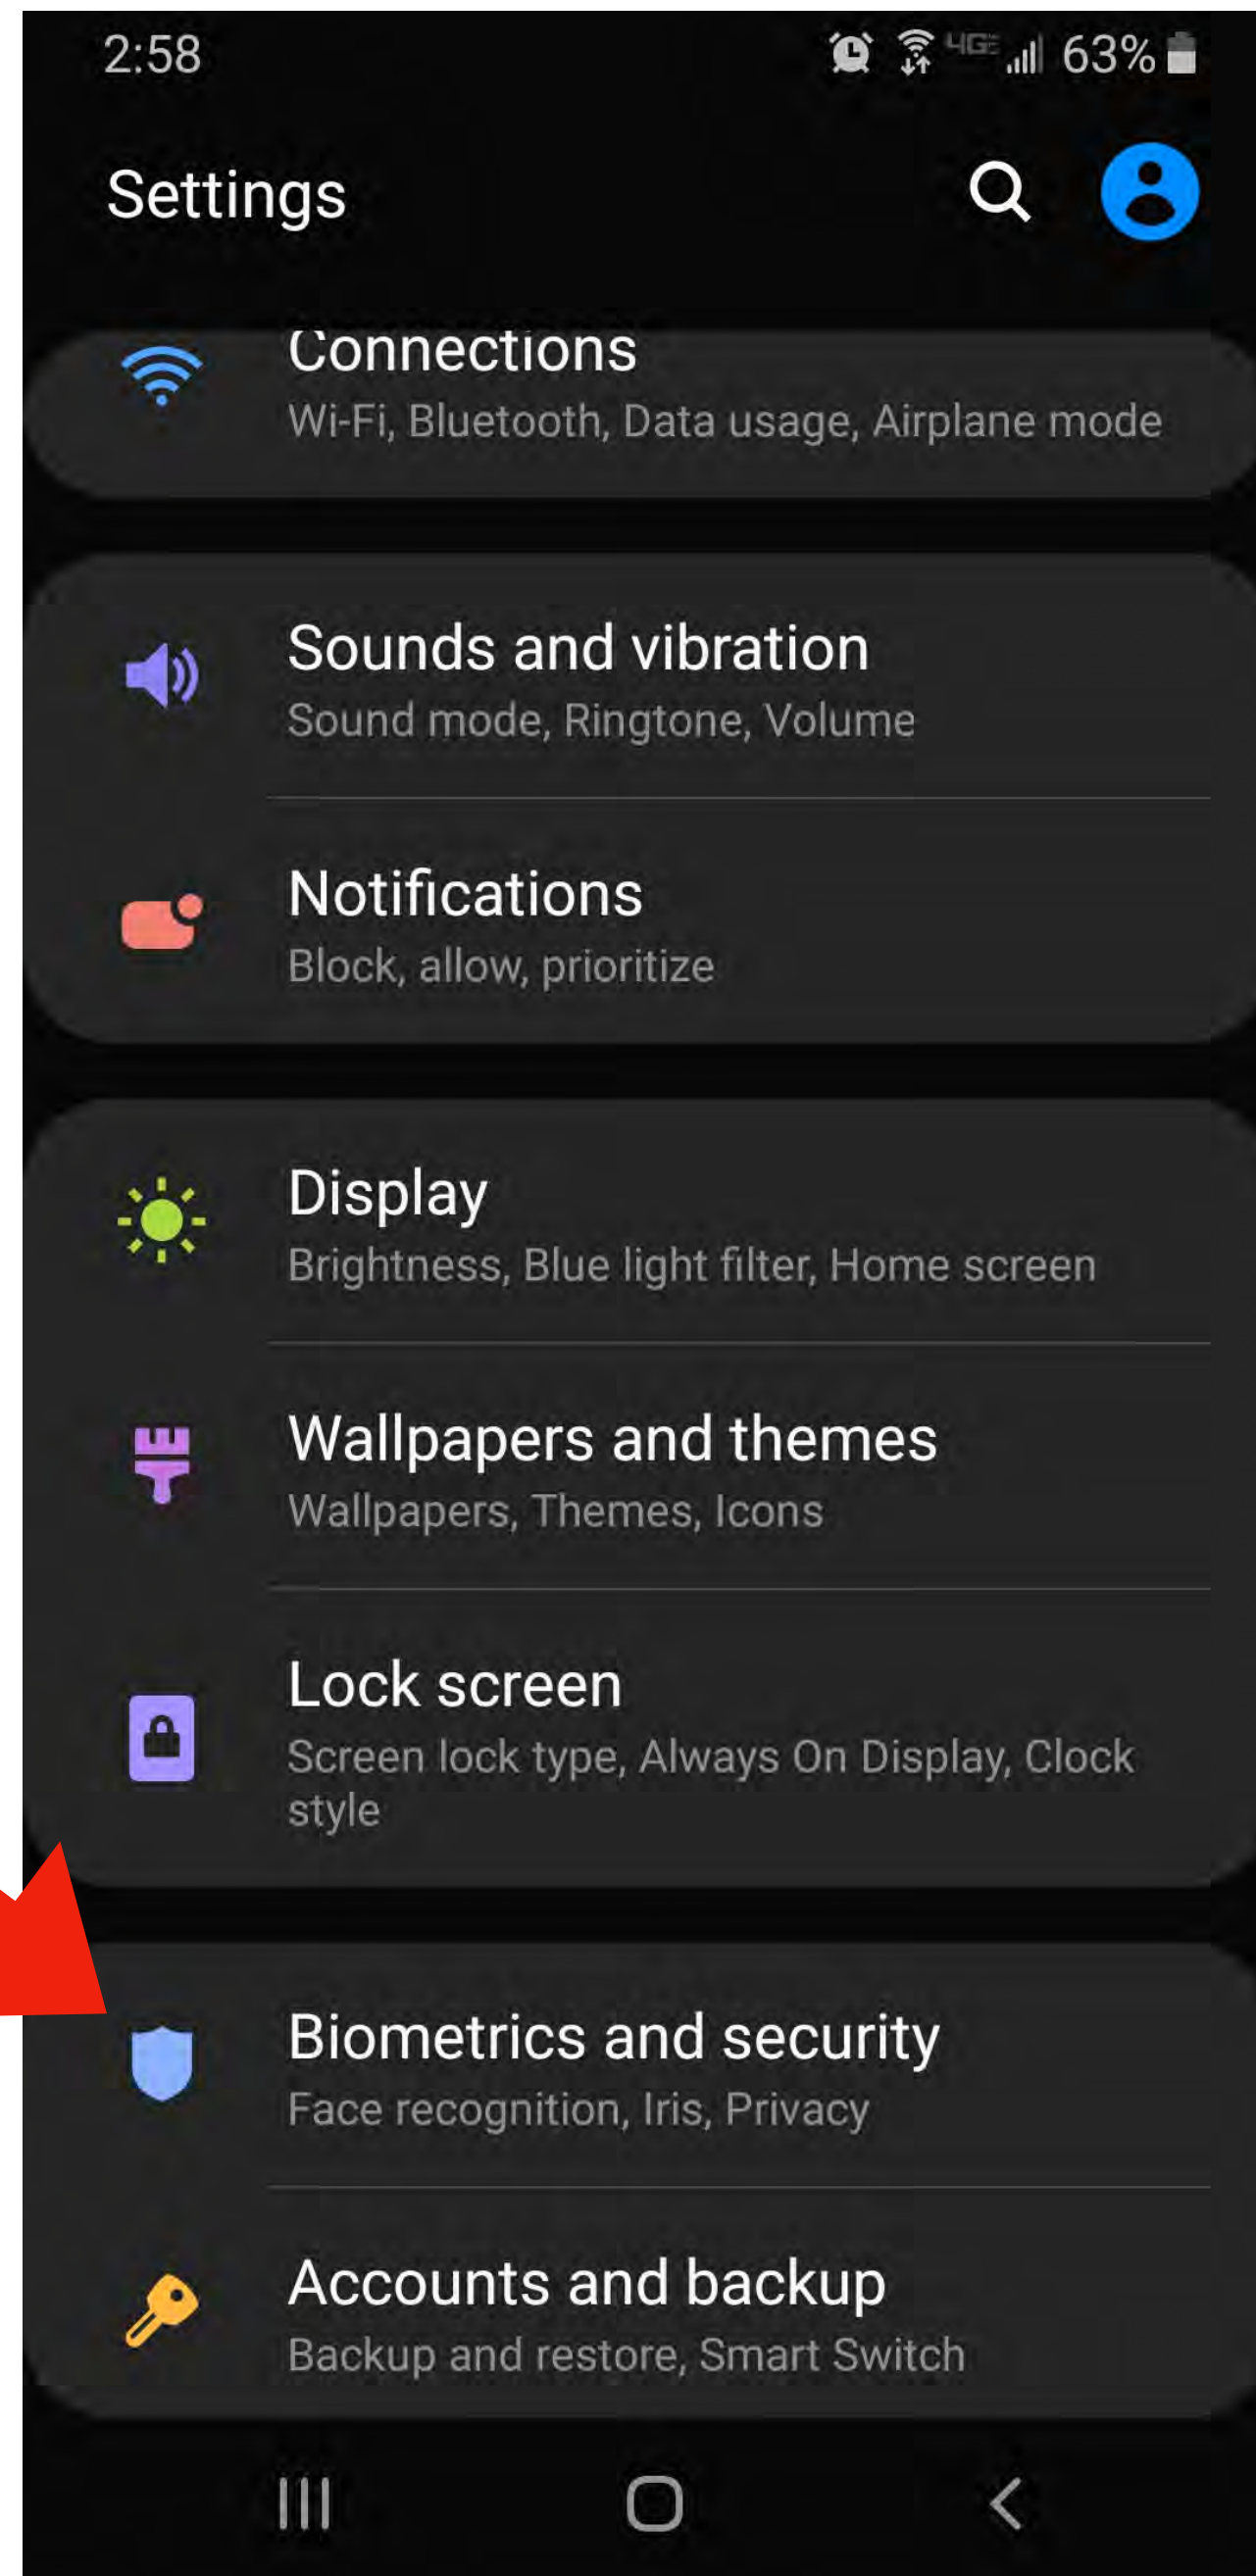 2:58 4GE 63%
Settings
Connections
Wi-Fi, Bluetooth, Data usage, Airplane mode
Sounds and vibration
Sound mode, Ringtone, Volume
Notifications
Block, allow, prioritize
Display
Brightness, Blue light filter, Home screen
Wallpapers and themes
Wallpapers, Themes, Icons
Lock screen
Screen lock type, Always On Display, Clock
style
Biometrics and security
Face recognition, Iris, Privacy
Accounts and backup
Backup and restore, Smart Switch